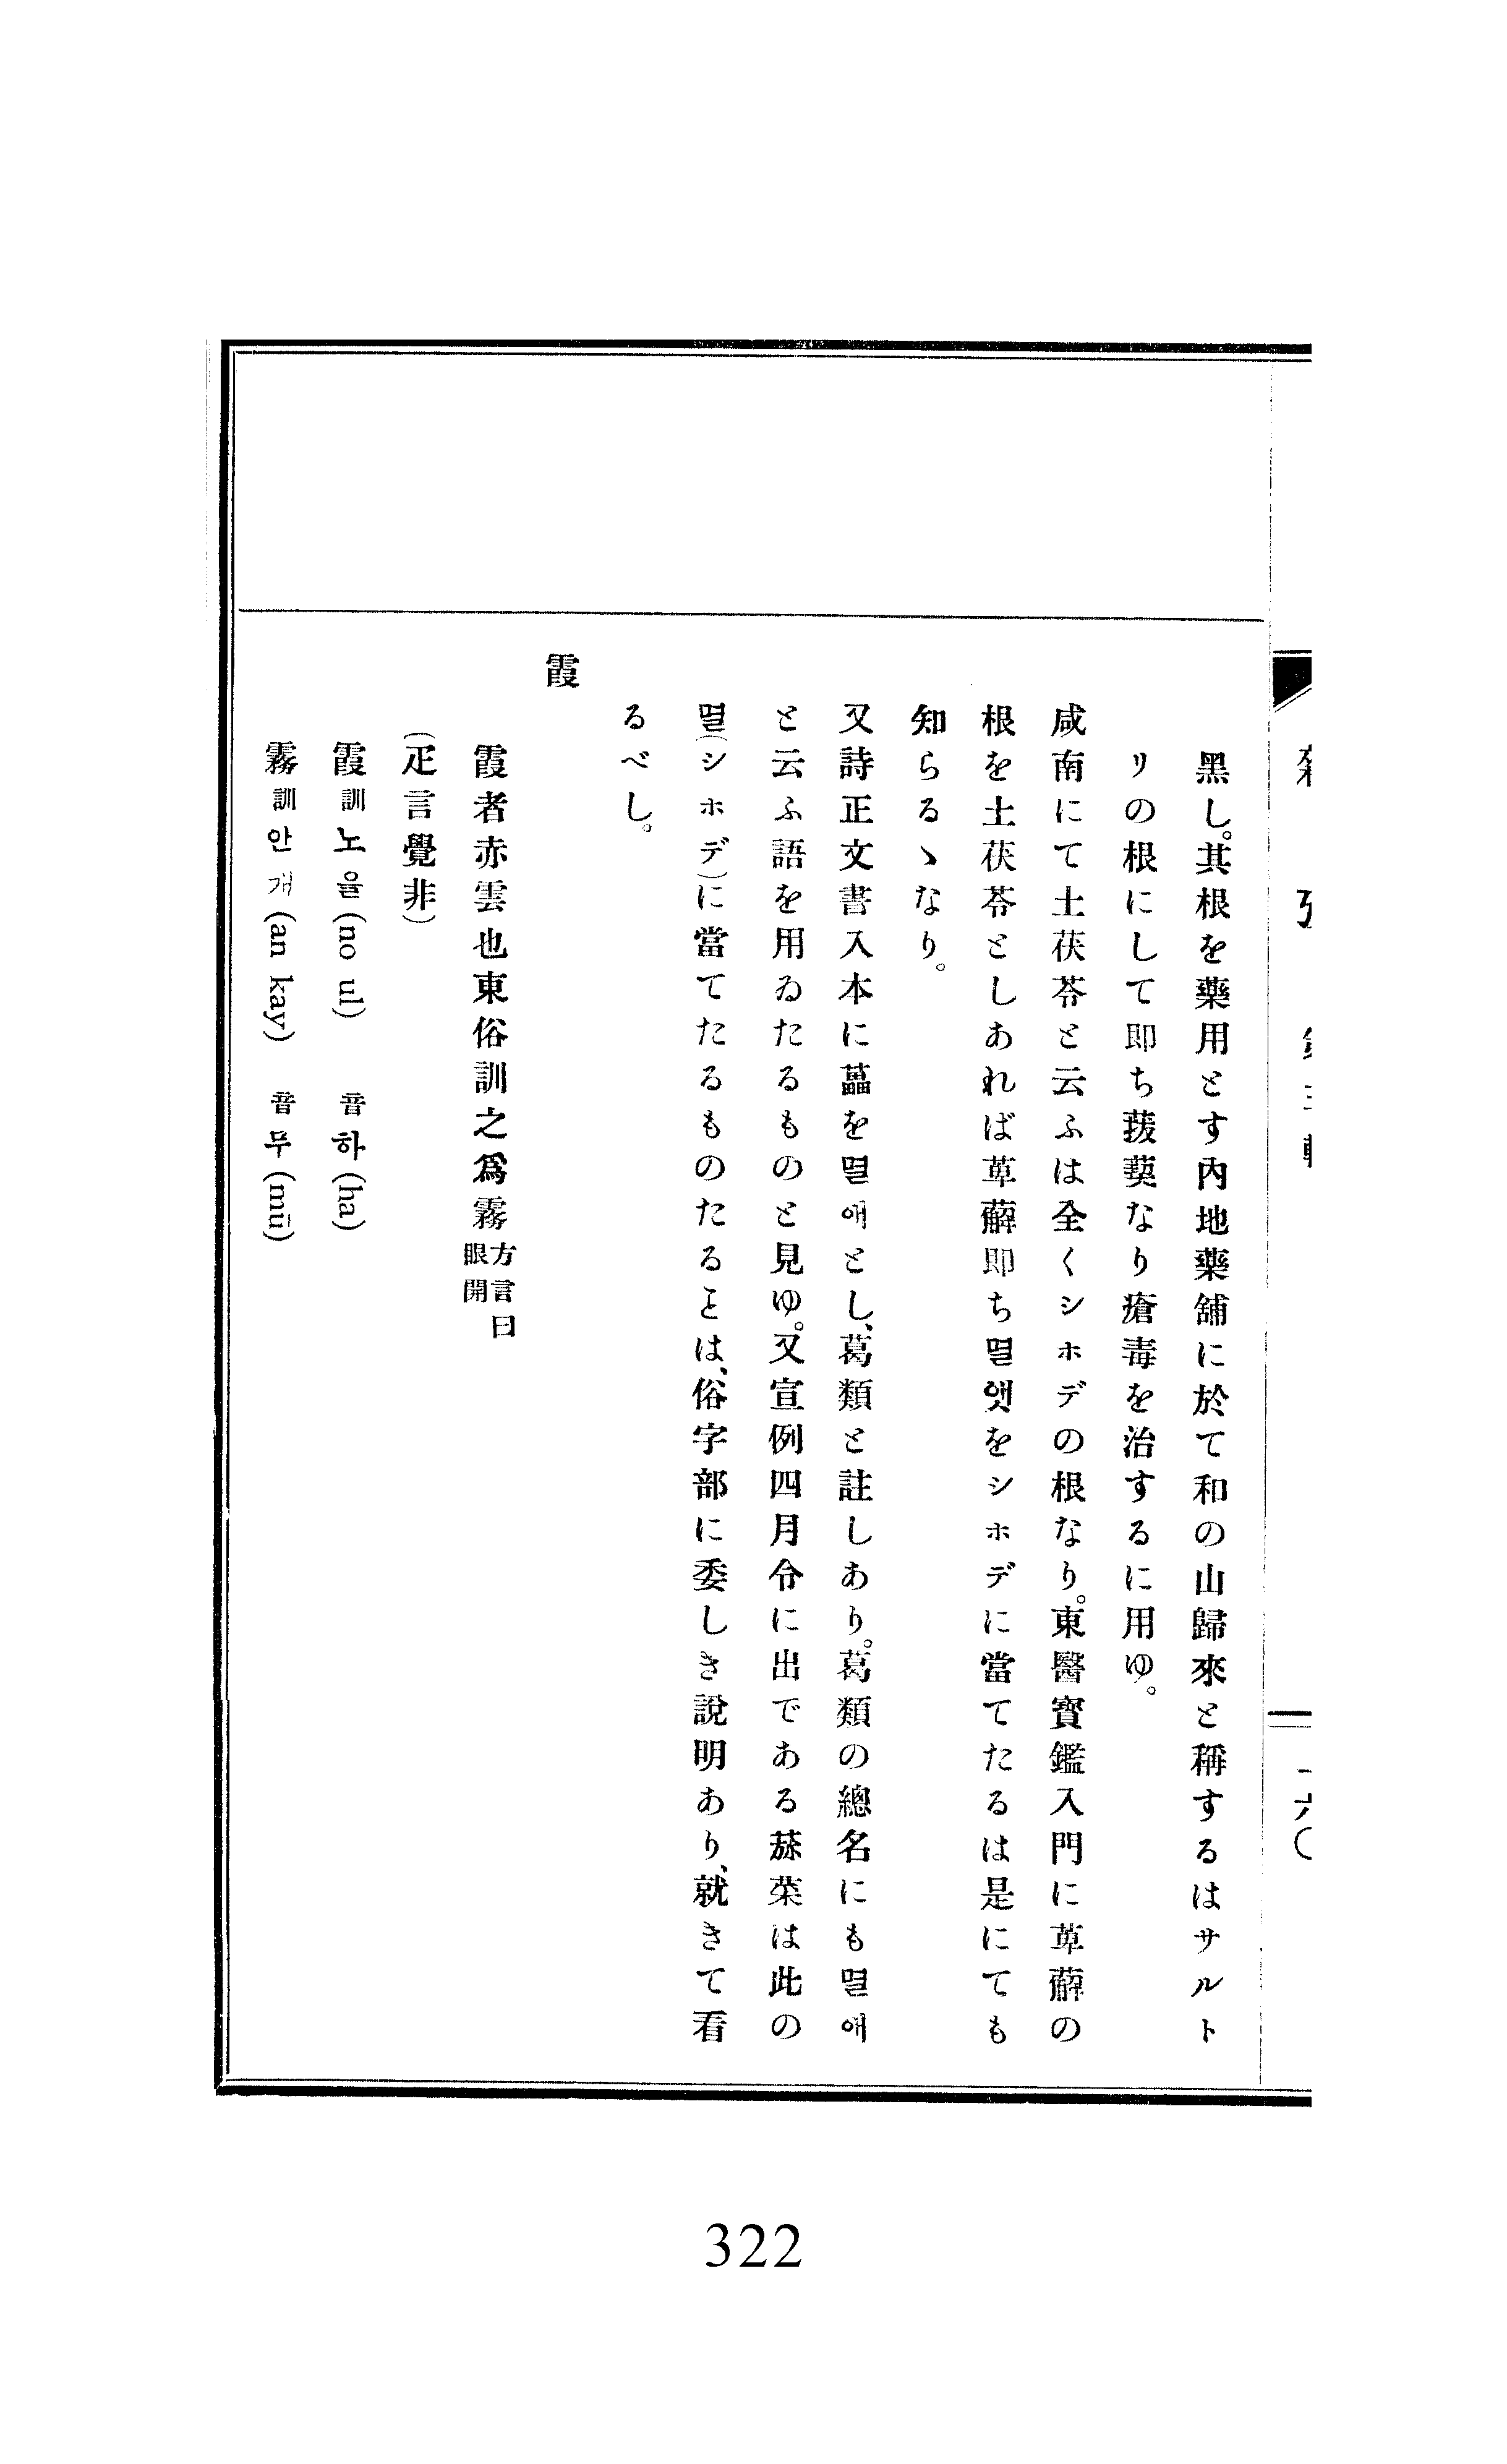 黑し。其根を藥用とす內地藥舖に於て和の山歸來と稱するはサルト
リの根にして卽ち菝葜なり瘡毒を治するに用ゆ。
咸南にて土茯苓と云ふは全くシホデの根なり。東醫寶鑑入門に萆薢の
根を土茯苓としあれば萆薢卽ち멸앳をシホデに當てたるは是にても
知らるゝなり。
又詩正文書入本に藟を멸애とし、葛類と註しあり。葛類の總名にも멸애
と云ふ語を用ゐたるものと見ゆ。又宣例四月令に出である蒣菜は此の
멸(シホデ)に當てたるものたるとは、俗字部に委しき說明あり、就きて看
るべし。
霞
霞者赤雲也東俗訓之爲霧方言曰眼開
(疋言覺非)
霞訓노을(no ul) 音하(ha)
霧訓안개(an kay) 音무(mū)
322